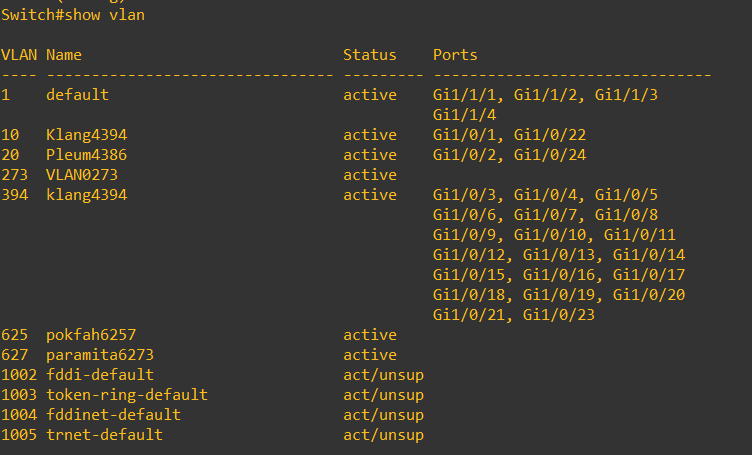 Switch#show vlan
VLAN Name                             Status    Ports
---- -------------------------------- --------- -------------------------------
1    default                          active    Gi1/1/1, Gi1/1/2, Gi1/1/3
                                                Gi1/1/4
10   Klang4394                        active    Gi1/0/1, Gi1/0/22
20   Pleum4386                        active    Gi1/0/2, Gi1/0/24
273  VLAN0273                         active
394  klang4394                        active    Gi1/0/3, Gi1/0/4, Gi1/0/5
                                                Gi1/0/6, Gi1/0/7, Gi1/0/8
                                                Gi1/0/9, Gi1/0/10, Gi1/0/11
                                                Gi1/0/12, Gi1/0/13, Gi1/0/14
                                                Gi1/0/15, Gi1/0/16, Gi1/0/17
                                                Gi1/0/18, Gi1/0/19, Gi1/0/20
                                                Gi1/0/21, Gi1/0/23
625  pokfah6257                       active
627  paramita6273                     active
1002 fddi-default                     act/unsup
1003 token-ring-default               act/unsup
1004 fddinet-default                  act/unsup
1005 trnet-default                    act/unsup